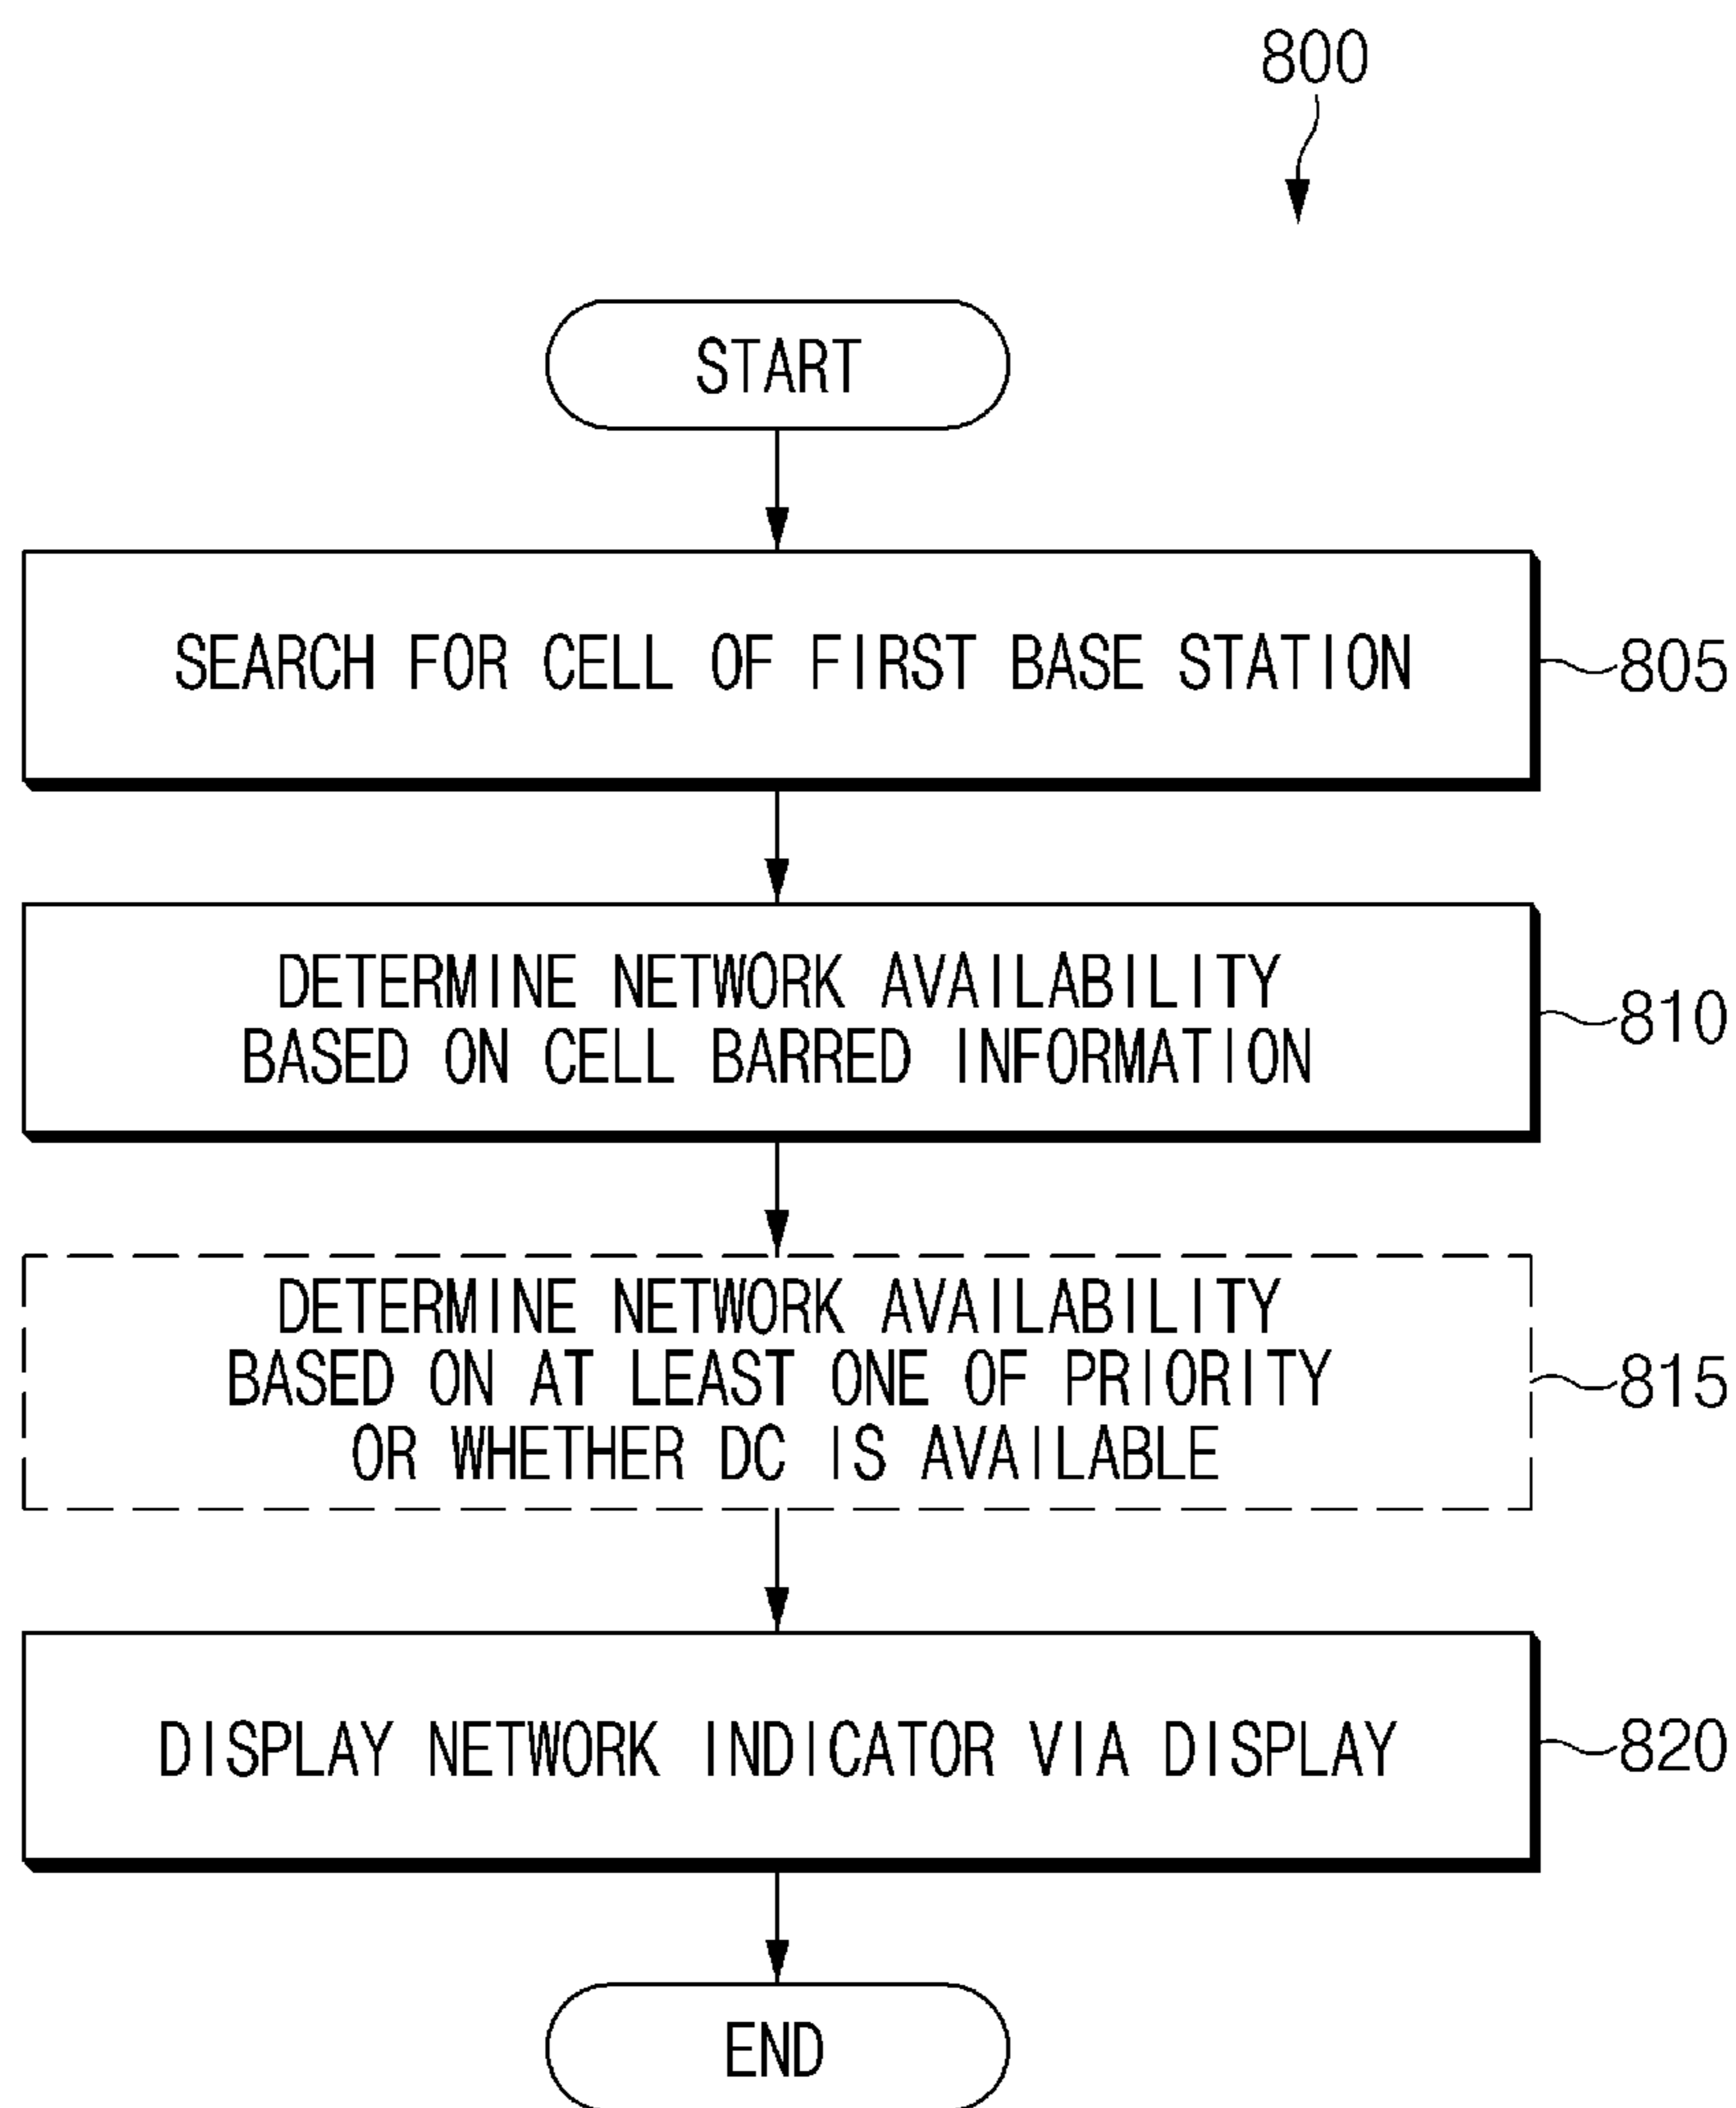 800
START
SEARCH FOR CELL OF FIRST BASE STATION
805
DETERMINE NETWORK AVAILABILITY
BASED ON CELL BARRED INFORMATION
810
DETERMINE NETWORK AVAILABILITY
BASED ON AT LEAST ONE OF PRIORITY
OR WHETHER DC IS AVAILABLE
815
DISPLAY NETWORK INDICATOR VIA DISPLAY
820
END